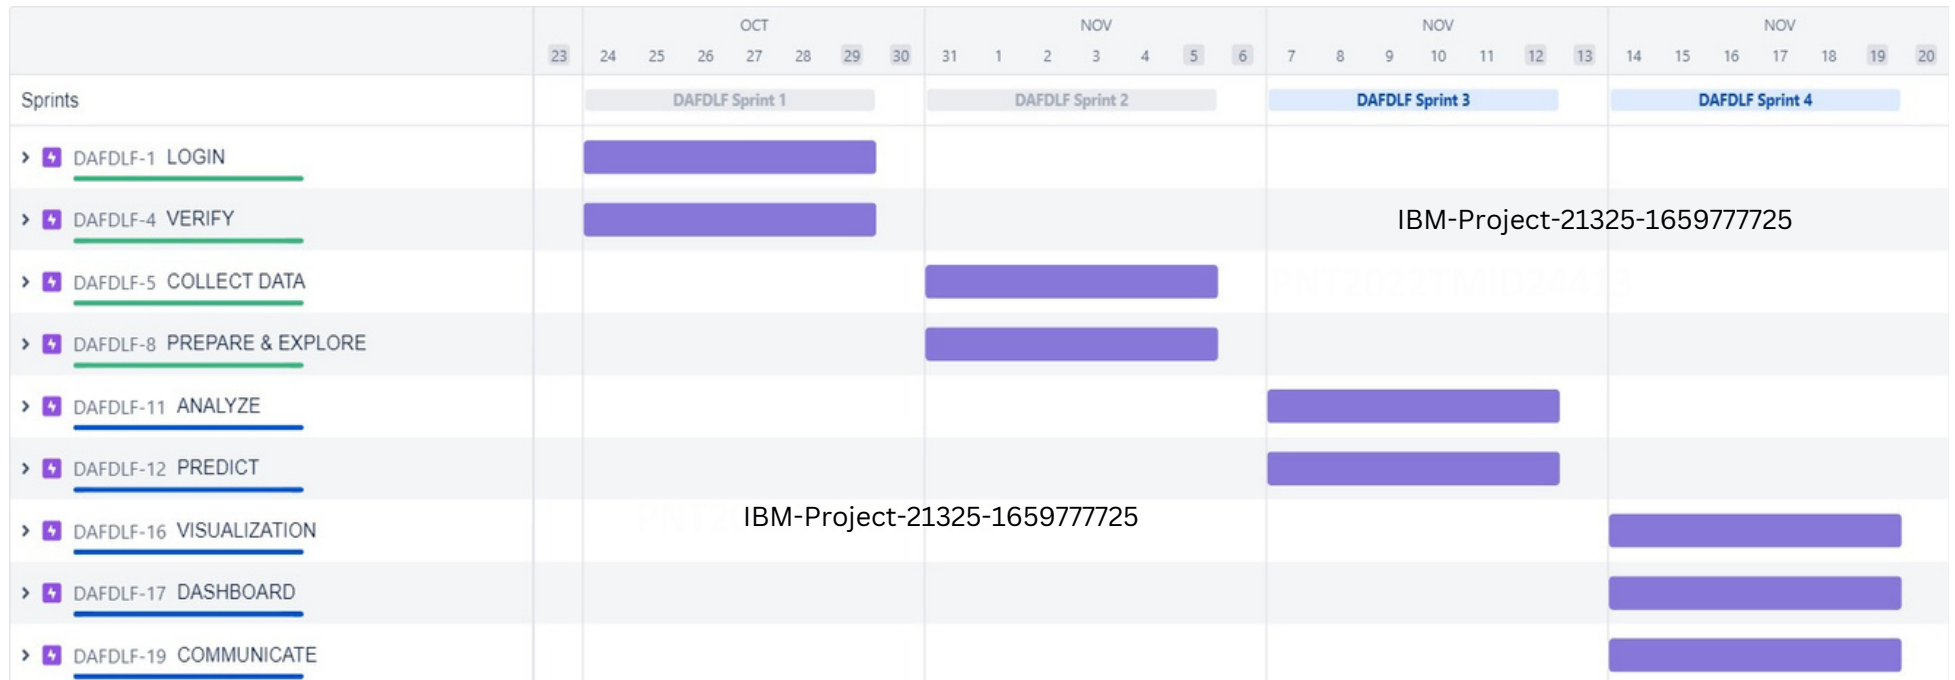 OCT NOV NOV NOV
23 24 25 26 27 28 29 30 31 1 2 3 4 5 6 7 8 9 10 11 12 13 14 15 16 17 18 19 20
Sprints DAFDLF Sprint 1 DAFDLF Sprint 2 DAFDLF Sprint 3 DAFDLF Sprint 4
DAFDLF-1 LOGIN
DAFDLF-4 VERIFY IBM-Project-21325-1659777725
DAFDLF-5 COLLECT DATA
DAFDLF-8 PREPARE & EXPLORE
DAFDLF-11 ANALYZE
DAFDLF-12 PREDICT
IBM-Project-21325-1659777725
DAFDLF-16 VISUALIZATION
DAFDLF-17 DASHBOARD
DAFDLF-19 COMMUNICATE